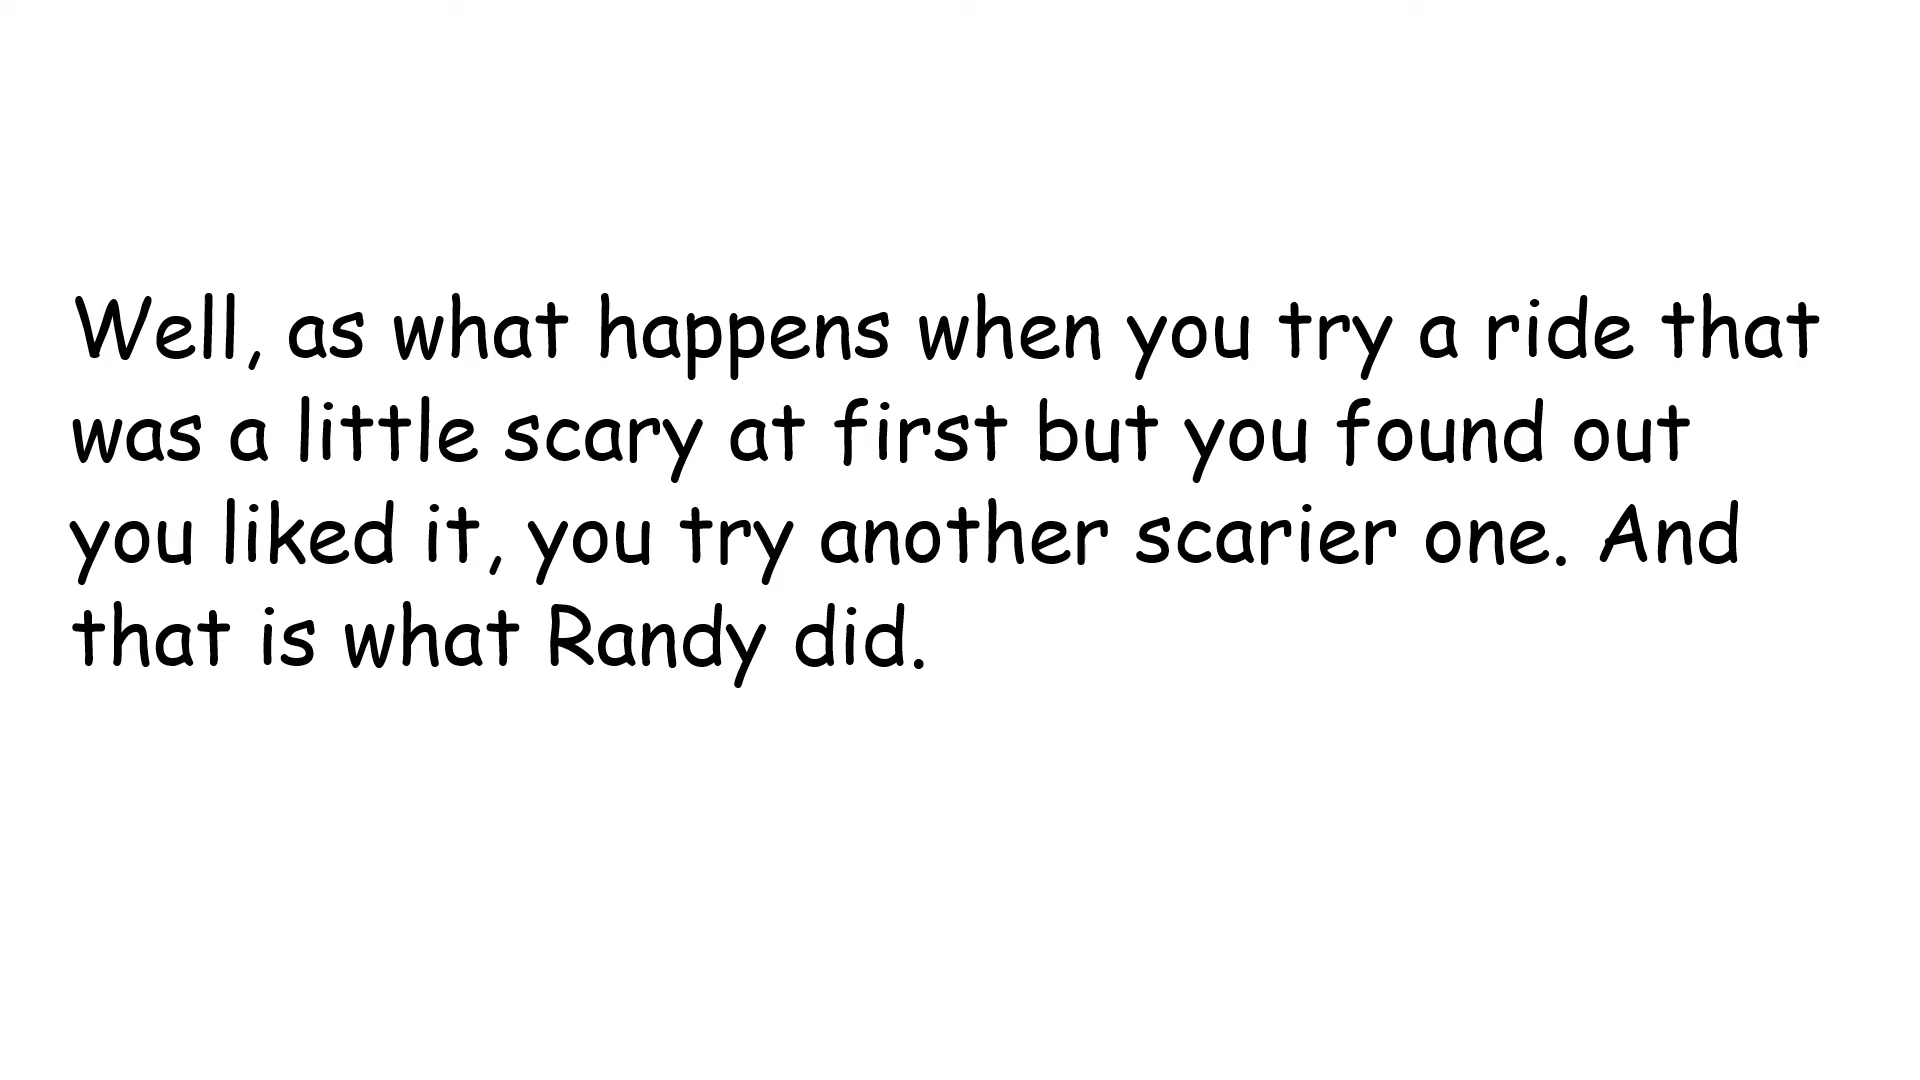 Well, as what happens when you try a ride that
was a little scary at first but you found out
you liked it, you try another scarier one. And
that is what Randy did.